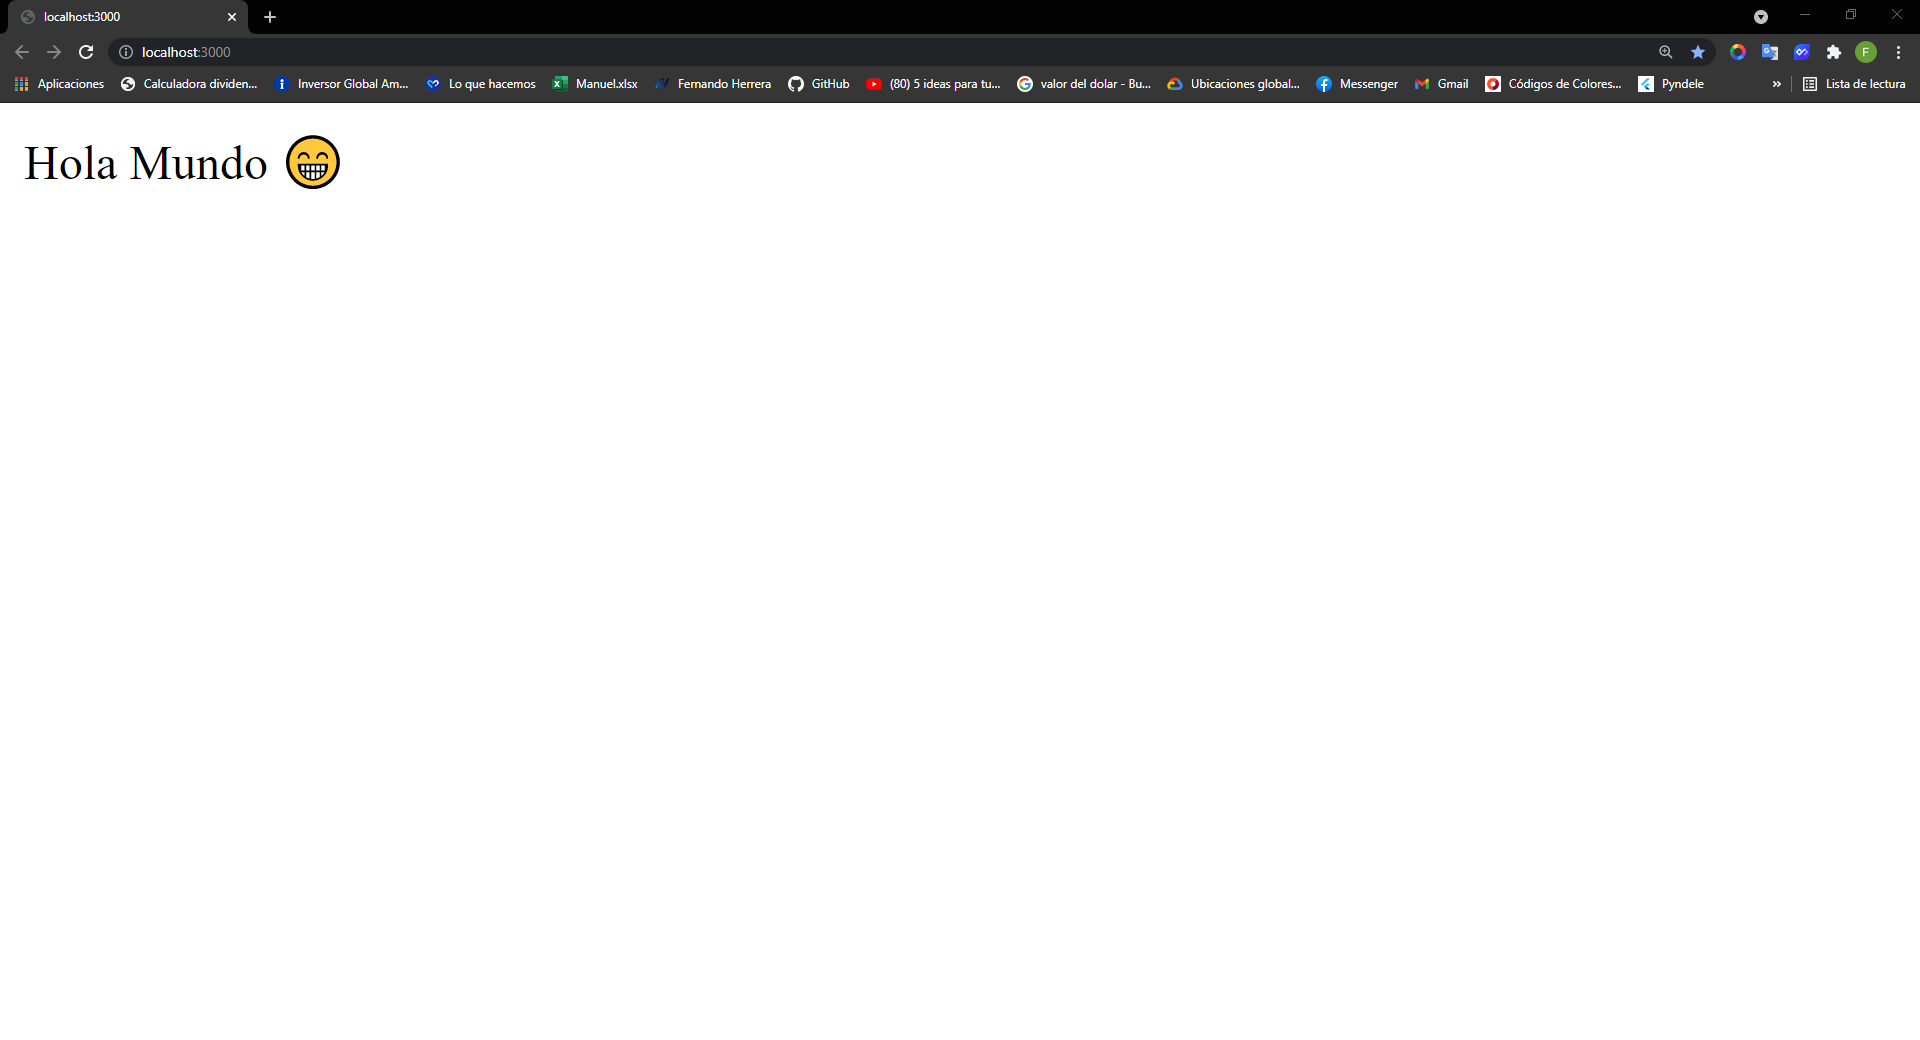 localhost:3000
localhost:3000
F
Aplicaciones Calculadora dividen... Inversor Global Am... Lo que hacemos Manuel.xlsx Fernando Herrera GitHub (80) 5 ideas para tu... valor del dolar - Bu... Ubicaciones global... Messenger Gmail Códigos de Colores... Pyndele » Lista de lectura
Hola Mundo 😁